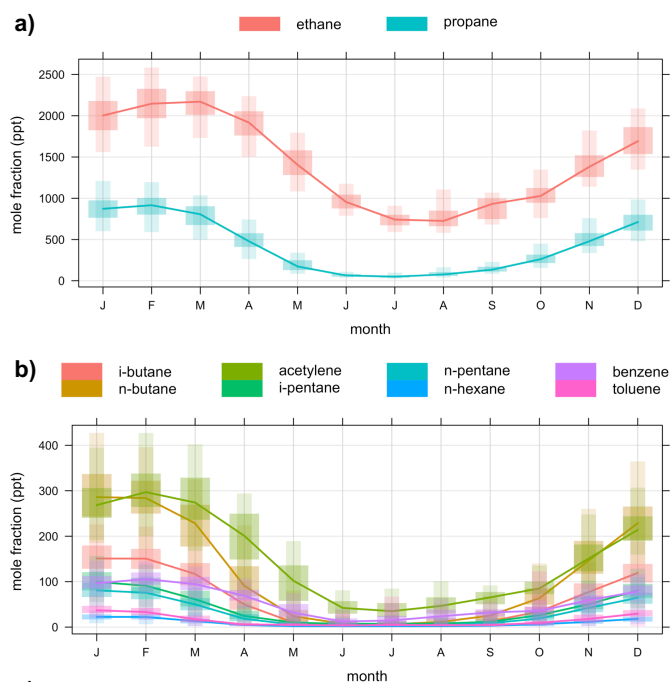 a)
ethane propane
mole fraction (ppt)
2500
2000
1500
1000
500
0
J F M A M J J A S O N D
month
b)
i-butane acetylene n-pentane benzene
n-butane i-pentane n-hexane toluene
mole fraction (ppt)
400
300
200
100
0
J F M A M J J A S O N D
month